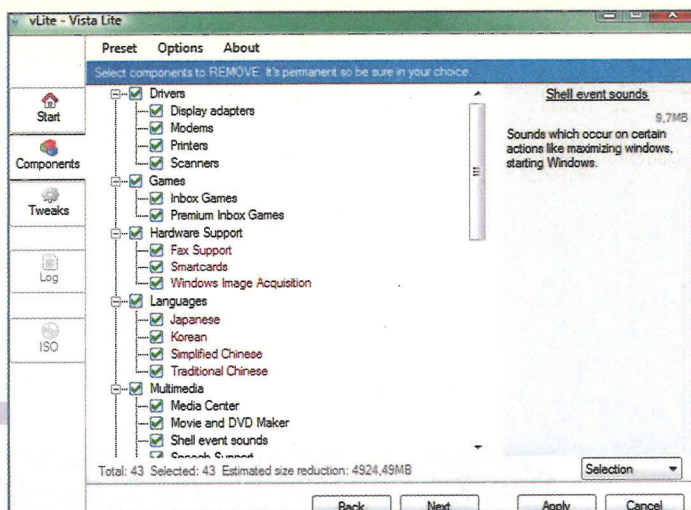 vLite - Vista Lite
Preset Options About
Select components to REMOVE. It's permanent so be sure in your choice.
Start
Components
Tweaks
Log
ISO
Drivers
Display adapters
Modems
Printers
Scanners
Games
Inbox Games
Premium Inbox Games
Hardware Support
Fax Support
Smartcards
Windows Image Acquisition
Languages
Japanese
Korean
Simplified Chinese
Traditional Chinese
Multimedia
Media Center
Movie and DVD Maker
Shell event sounds
Speech Support
Shell event sounds
9,7MB
Sounds which occur on certain
actions like maximizing windows,
starting Windows.
Total: 43 Selected: 43 Estimated size reduction: 4924,49MB
Selection
Back Next Apply Cancel